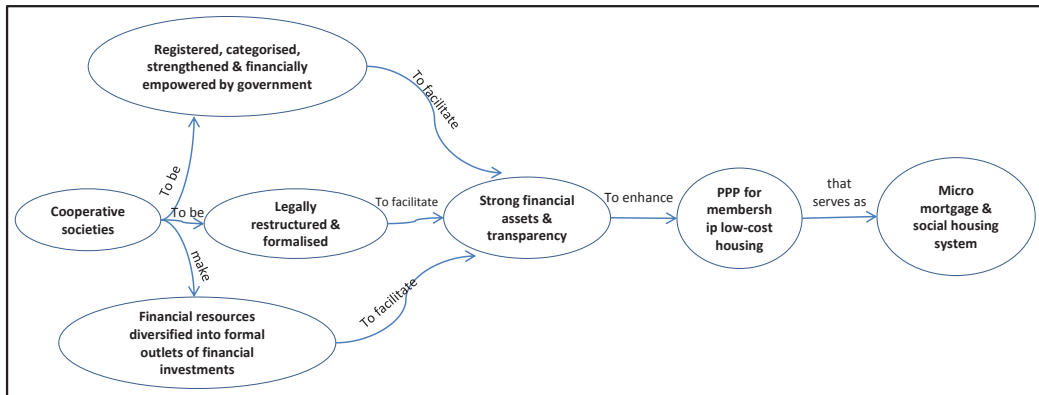 Registered, categorised,
strengthened & financially
empowered by government
To facilitate
To be
Cooperative
societies
To be
Legally
restructured &
formalised
To facilitate
Strong financial
assets &
transparency
To enhance
PPP for
membersh
ip low-cost
housing
that
serves as
Micro
mortgage &
social housing
system
make
Financial resources
diversified into formal
outlets of financial
investments
To facilitate